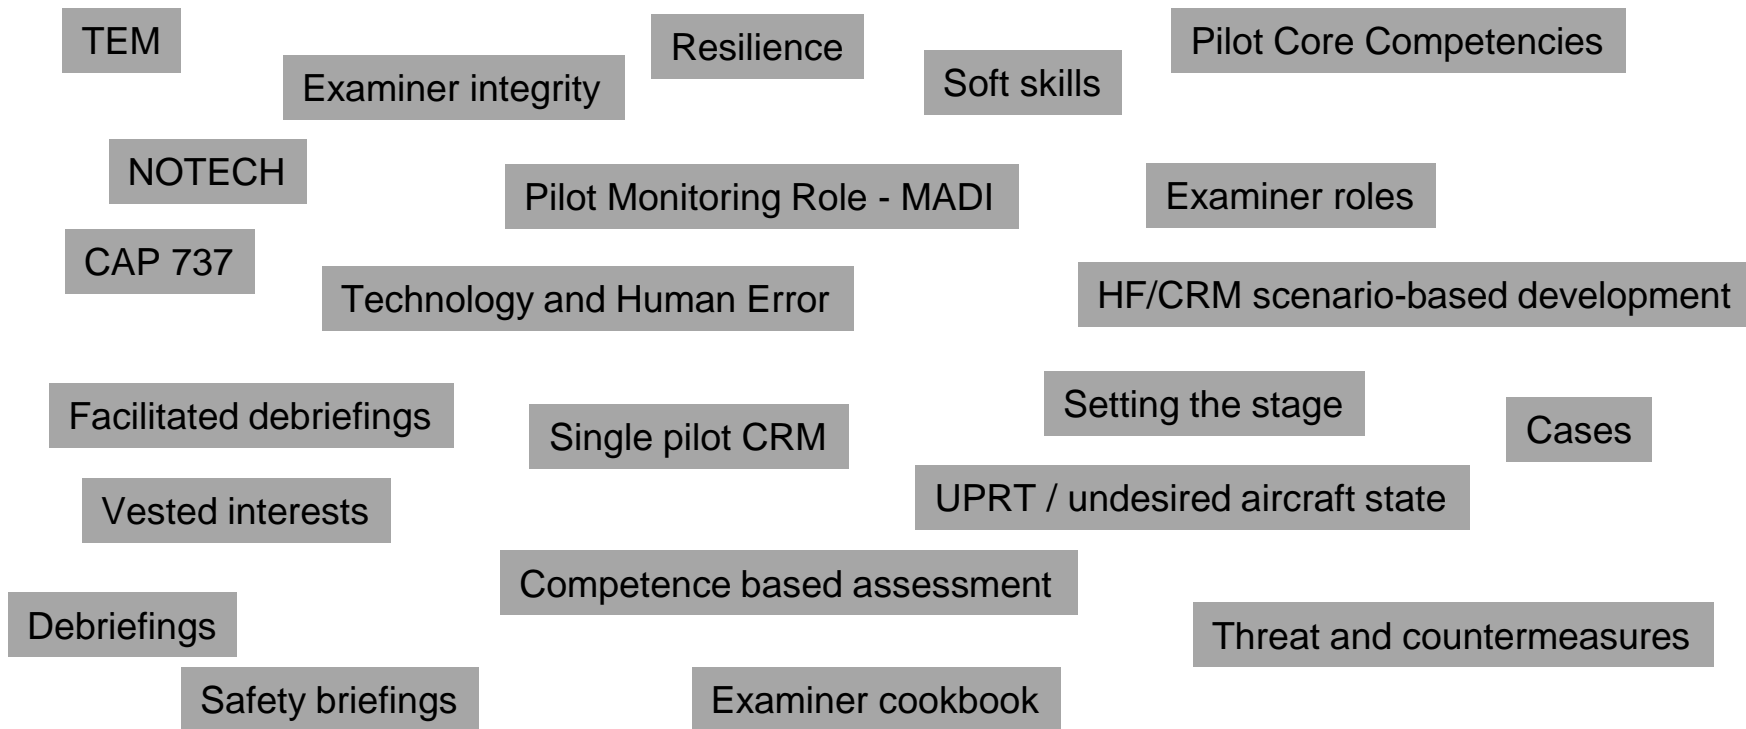 TEM
Resilience
Pilot Core Competencies
Examiner integrity
Soft skills
NOTECH
Pilot Monitoring Role - MADI
Examiner roles
CAP 737
Technology and Human Error
HF/CRM scenario-based development
Facilitated debriefings
Single pilot CRM
Setting the stage
Cases
Vested interests
UPRT / undesired aircraft state
Competence based assessment
Debriefings
Threat and countermeasures
Safety briefings
Examiner cookbook